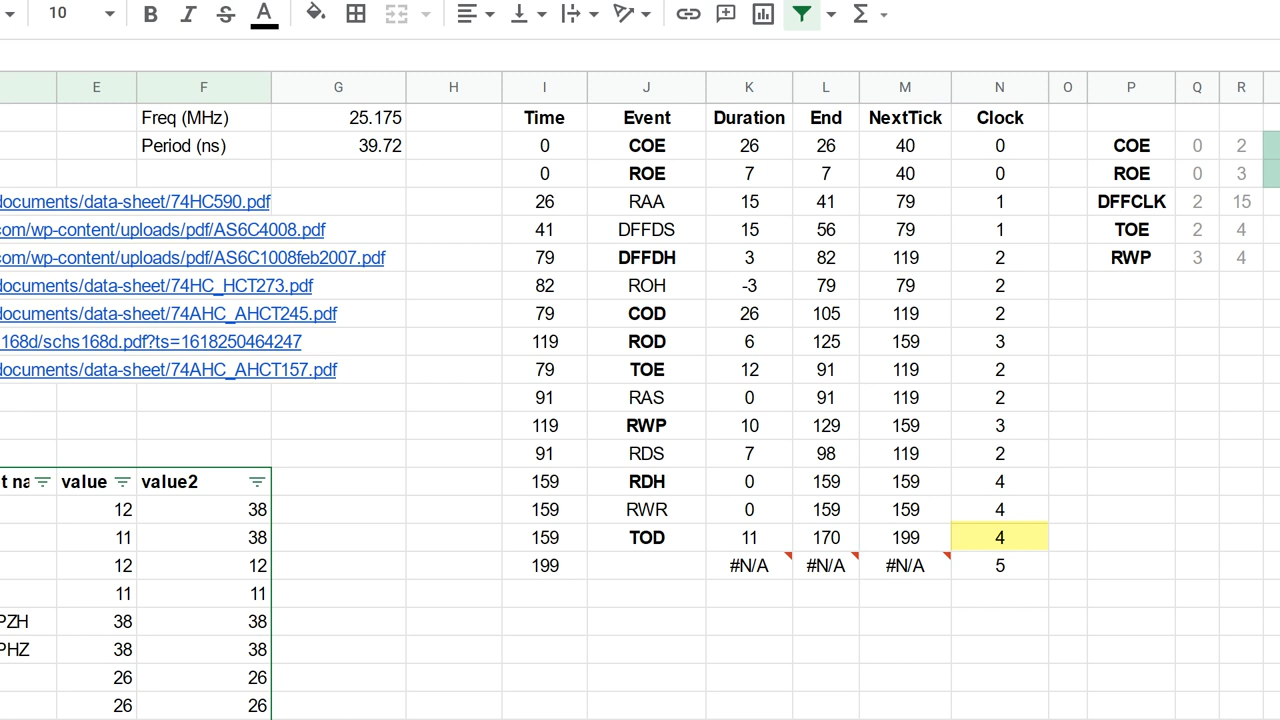 10 B I S A Σ
E F G H I J K L M N O P Q R
Freq (MHz) 25.175 Time Event Duration End NextTick Clock
Period (ns) 39.72 0 COE 26 26 40 0 COE 0 2
0 ROE 7 7 40 0 ROE 0 3
documents/data-sheet/74HC590.pdf 26 RAA 15 41 79 1 DFFCLK 2 15
com/wp-content/uploads/pdf/AS6C4008.pdf 41 DFFDS 15 56 79 1 TOE 2 4
com/wp-content/uploads/pdf/AS6C1008feb2007.pdf 79 DFFDH 3 82 119 2 RWP 3 4
documents/data-sheet/74HC_HCT273.pdf 82 ROH -3 79 79 2
documents/data-sheet/74AHC_AHCT245.pdf 79 COD 26 105 119 2
168d/schs168d.pdf?ts=1618250464247 119 ROD 6 125 159 3
documents/data-sheet/74AHC_AHCT157.pdf 79 TOE 12 91 119 2
91 RAS 0 91 119 2
119 RWP 10 129 159 3
91 RDS 7 98 119 2
t na value value2 159 RDH 0 159 159 4
12 38 159 RWR 0 159 159 4
11 38 159 TOD 11 170 199 4
12 12 199 #N/A #N/A #N/A 5
11 11
PZH 38 38
PHZ 38 38
26 26
26 26